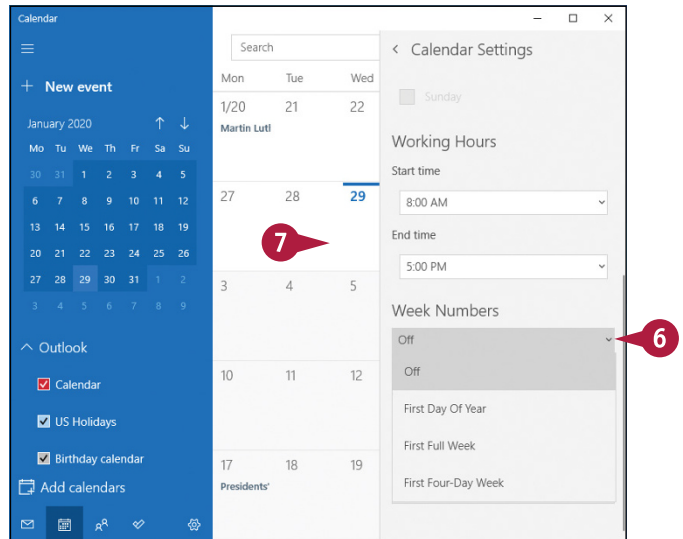 Calendar
New event
January 2020
Mo Tu We Th Fr Sa Su
30 31 1 2 3 4 5
6 7 8 9 10 11 12
13 14 15 16 17 18 19
20 21 22 23 24 25 26
27 28 29 30 31 1 2
3 4 5 6 7 8 9
Outlook
Calendar
US Holidays
Birthday calendar
Add calendars
Search
Mon Tue Wed
1/20 21 22
Martin Lutl
27 28 29
7
3 4 5
10 11 12
17 18 19
Presidents'
Calendar Settings
Sunday
Working Hours
Start time
8:00 AM
End time
5:00 PM
Week Numbers
Off
6
Off
First Day Of Year
First Full Week
First Four-Day Week